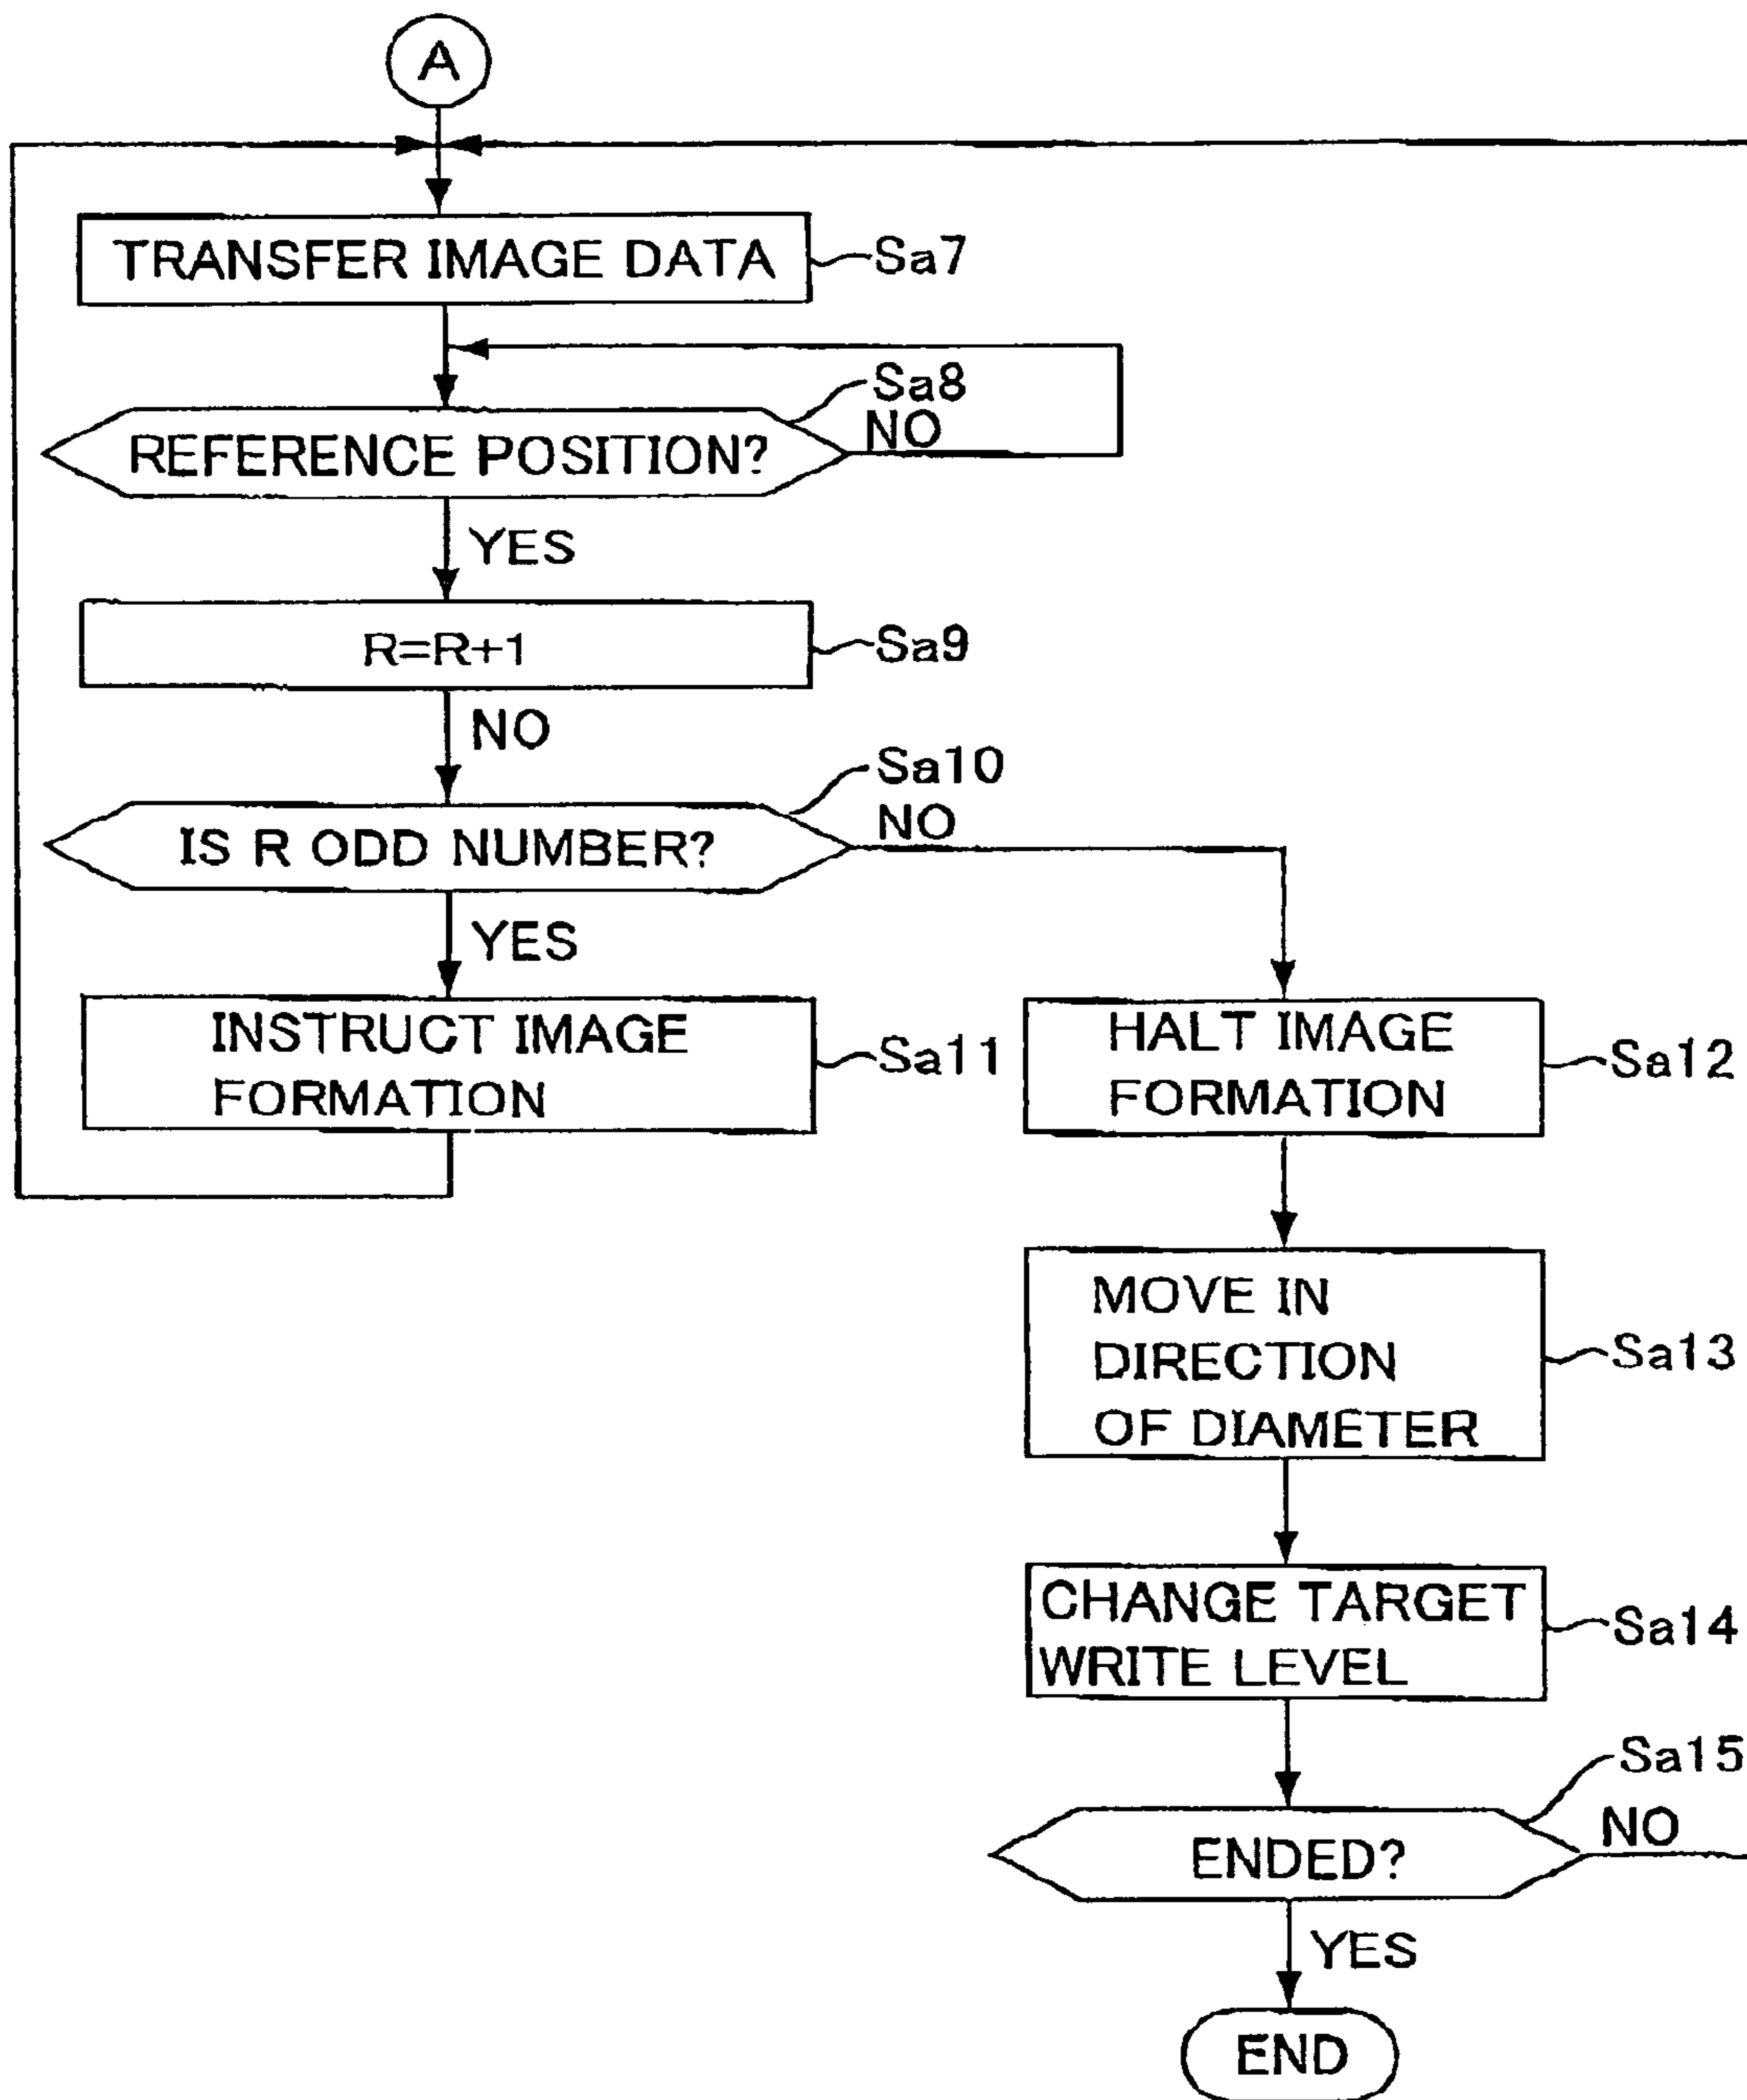 A
TRANSFER IMAGE DATA
Sa7
Sa8
REFERENCE POSITION?
NO
YES
R=R+1
Sa9
NO
Sa10
IS R ODD NUMBER?
NO
YES
INSTRUCT IMAGE
FORMATION
Sa11
HALT IMAGE
FORMATION
Sa12
MOVE IN
DIRECTION
OF DIAMETER
Sa13
CHANGE TARGET
WRITE LEVEL
Sa14
Sa15
ENDED?
NO
YES
END